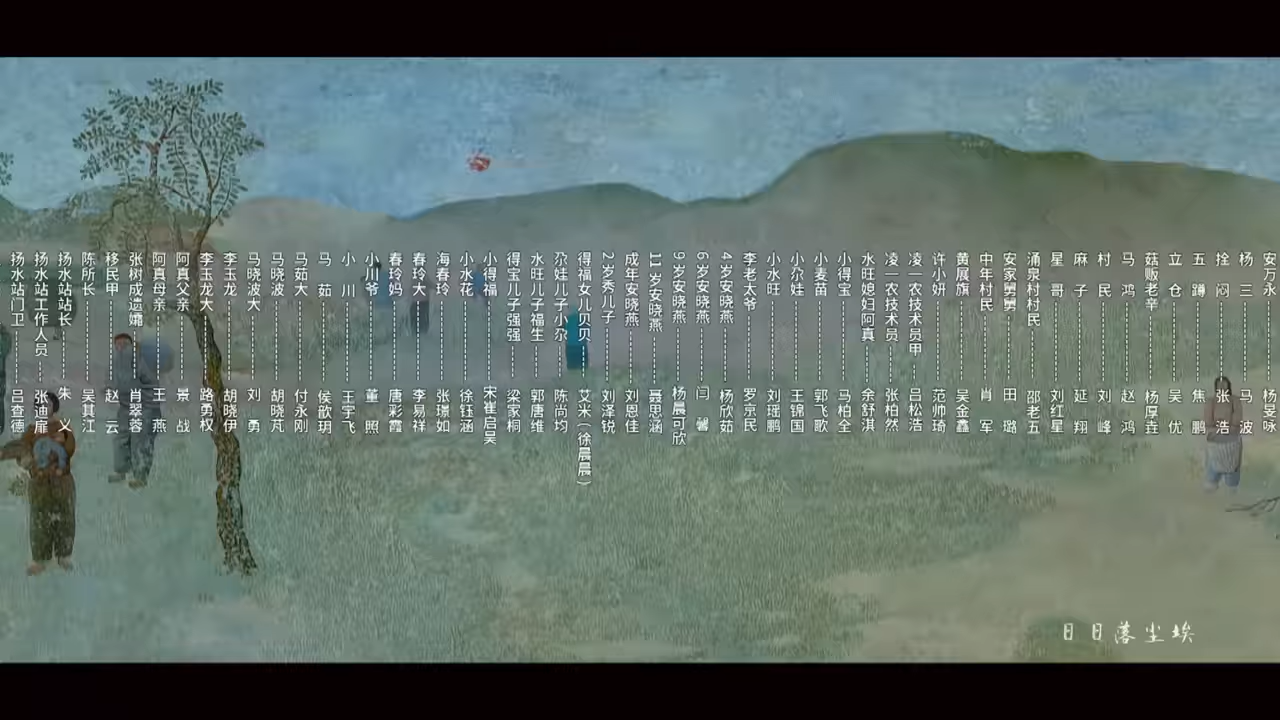 安万永┄┄杨旻咏
杨三┄┄马波
拴闷┄┄张浩
五蹲┄┄焦鹏
立仓┄┄吴优
菇贩老辛┄┄杨厚垚
马鸿┄┄赵鸿
村民┄┄刘峰
麻子┄┄延翔
星哥┄┄刘红星
涌泉村村民┄┄邵老五
安家舅舅┄┄田璐
中年村民┄┄肖军
黄展旗┄┄吴金鑫
许小妍┄┄范帅琦
凌一农技术员甲┄┄吕松浩
凌一农技术员┄┄张柏然
水旺媳妇阿真┄┄余舒淇
小得宝┄┄马柏全
小麦苗┄┄郭飞歌
小尕娃┄┄王锦国
小水旺┄┄刘瑶鹏
李老太爷┄┄罗京民
4岁安晓燕┄┄杨欣茹
6岁安晓燕┄┄闫馨
9岁安晓燕┄┄杨晨可欣
11岁安晓燕┄┄聂思涵
成年安晓燕┄┄刘恩佳
2岁秀儿子┄┄刘泽锐
得福女儿贝贝┄┄艾米（徐晨晨）
尕娃儿子小尕┄┄陈尚均
水旺儿子福生┄┄郭唐维
得宝儿子强强┄┄梁家桐
小得福┄┄宋崔启吴
小水花┄┄徐钰涵
海春玲┄┄张璟如
春玲大┄┄李易祥
春玲妈┄┄唐彩霞
小川爷┄┄董照
小川┄┄王宇飞
马茹┄┄侯歆玥
马茹大┄┄付永刚
马晓波┄┄胡晓芃
马晓波大┄┄刘勇
李玉龙┄┄胡晓伊
李玉龙大┄┄路勇权
阿真父亲┄┄景战
阿真母亲┄┄王燕
张树成遗孀┄┄肖翠蓉
移民甲┄┄赵云
陈所长┄┄吴其江
扬水站站长┄┄朱义
扬水站工作人员┄┄张迪扉
扬水站门卫┄┄吕查德
日日落尘埃